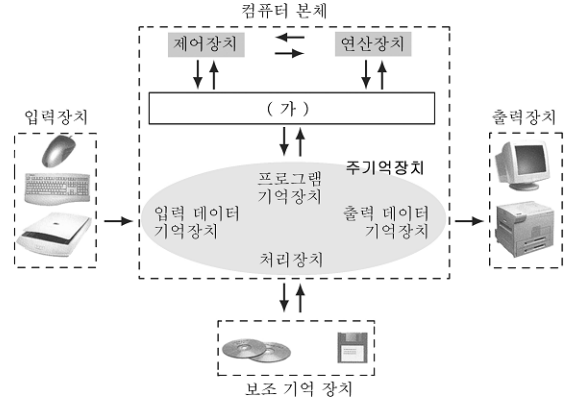 컴퓨터 본체
제어장치
연산장치
( 가 )
입력장치
출력장치
주기억장치
프로그램
기억장치
입력 데이터
기억장치
출력 데이터
기억장치
처리장치
보조 기억 장치